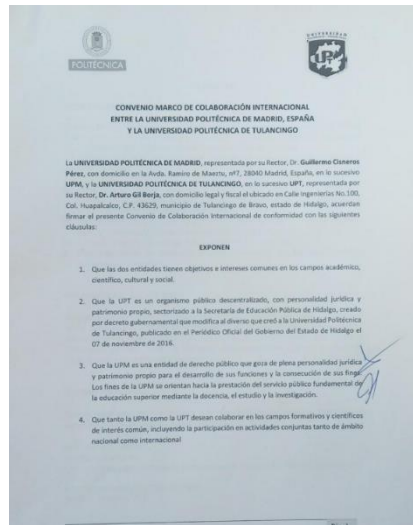 POLITÉCNICA
UNIVERSIDAD
CONVENIO MARCO DE COLABORACIÓN INTERNACIONAL
ENTRE LA UNIVERSIDAD POLITÉCNICA DE MADRID, ESPAÑA
Y LA UNIVERSIDAD POLITÉCNICA DE TULANCINGO
La UNIVERSIDAD POLITÉCNICA DE MADRID, representada por su Rector, Dr. Guillermo Cisneros
Pérez, con domicilio en la Avda. Ramiro de Maeztu, nº7, 28040 Madrid, España, en lo sucesivo
UPM, y la UNIVERSIDAD POLITÉCNICA DE TULANCINGO, en lo sucesivo UPT, representada por
su Rector, Dr. Arturo Gil Borja, con domicilio legal y fiscal el ubicado en Calle Ingenierías No.100,
Col. Huapalcalco, C.P. 43629, municipio de Tulancingo de Bravo, estado de Hidalgo, acuerdan
firmar el presente Convenio de Colaboración Internacional de conformidad con las siguientes
cláusulas:
EXPONEN
1. Que las dos entidades tienen objetivos e intereses comunes en los campos académico,
científico, cultural y social.
2. Que la UPT es un organismo público descentralizado, con personalidad jurídica y
patrimonio propio, sectorizado a la Secretaría de Educación Pública de Hidalgo, creado
por decreto gubernamental que modifica al diverso que creó a la Universidad Politécnica
de Tulancingo, publicado en el Periódico Oficial del Gobierno del Estado de Hidalgo el
07 de noviembre de 2016.
3. Que la UPM es una entidad de derecho público que goza de plena personalidad jurídica
y patrimonio propio para el desarrollo de sus funciones y la consecución de sus fines.
Los fines de la UPM se orientan hacia la prestación del servicio público fundamental de
la educación superior mediante la docencia, el estudio y la investigación.
4. Que tanto la UPM como la UPT desean colaborar en los campos formativos y científicos
de interés común, incluyendo la participación en actividades conjuntas tanto de ámbito
nacional como internacional